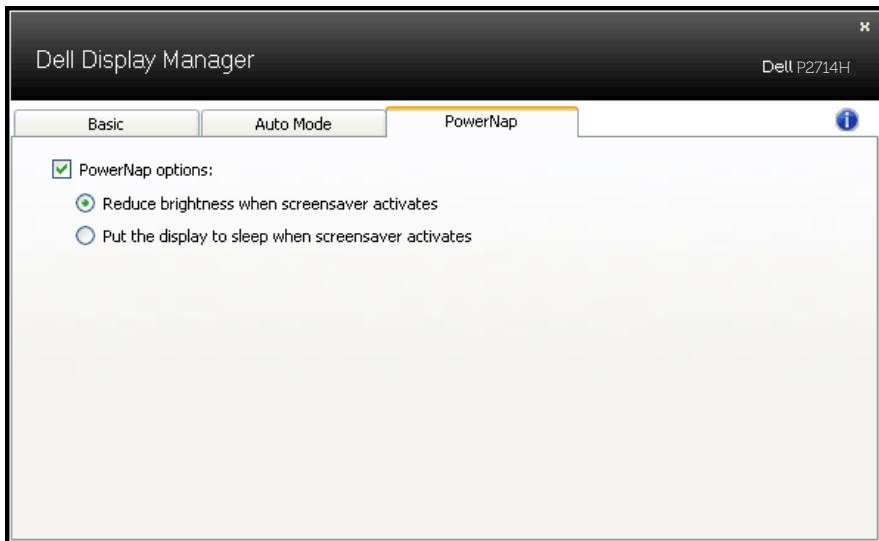 Dell Display Manager
Dell P2714H
Basic
Auto Mode
PowerNap
PowerNap options:
Reduce brightness when screensaver activates
Put the display to sleep when screensaver activates